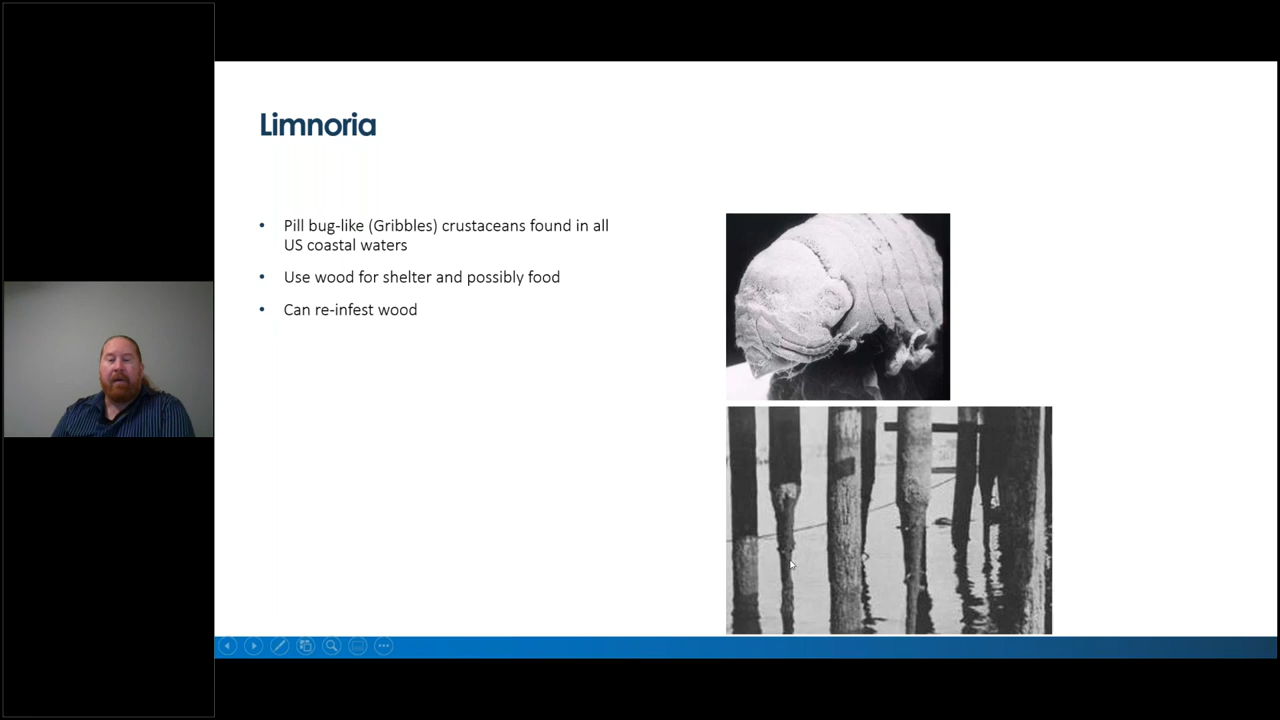 Limnoria
• Pill bug-like (Gribbles) crustaceans found in all
US coastal waters
• Use wood for shelter and possibly food
• Can re-infest wood